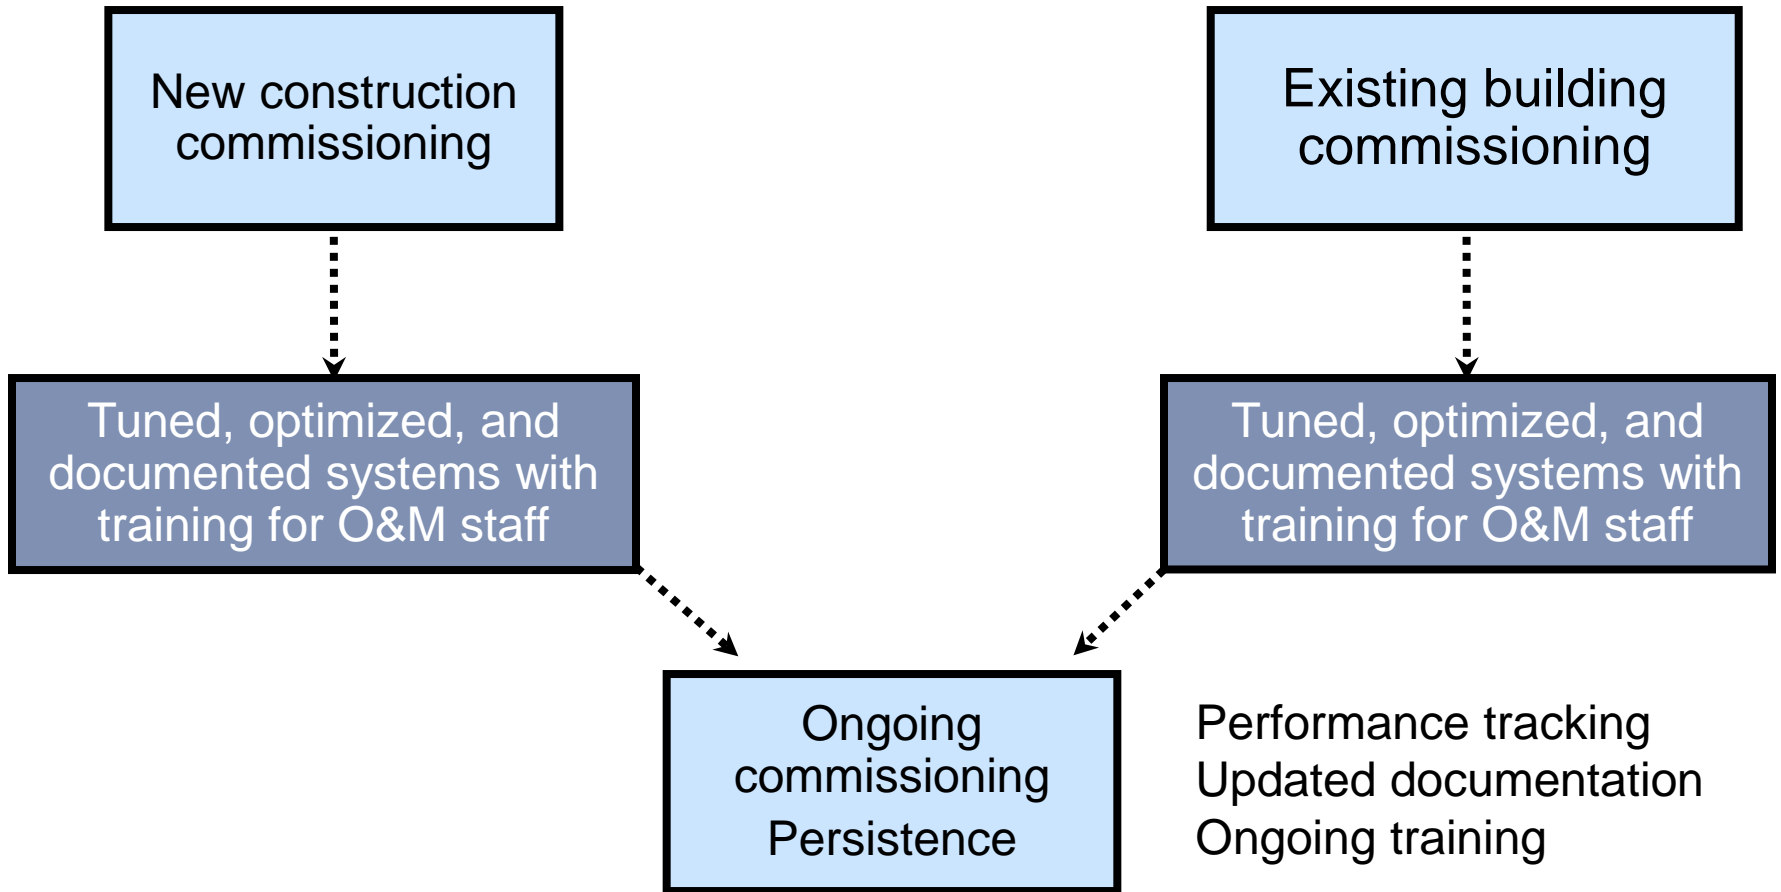 New construction
commissioning
Existing building
commissioning
Tuned, optimized, and
documented systems with
training for O&M staff
Tuned, optimized, and
documented systems with
training for O&M staff
Ongoing
commissioning
Persistence
Performance tracking
Updated documentation
Ongoing training